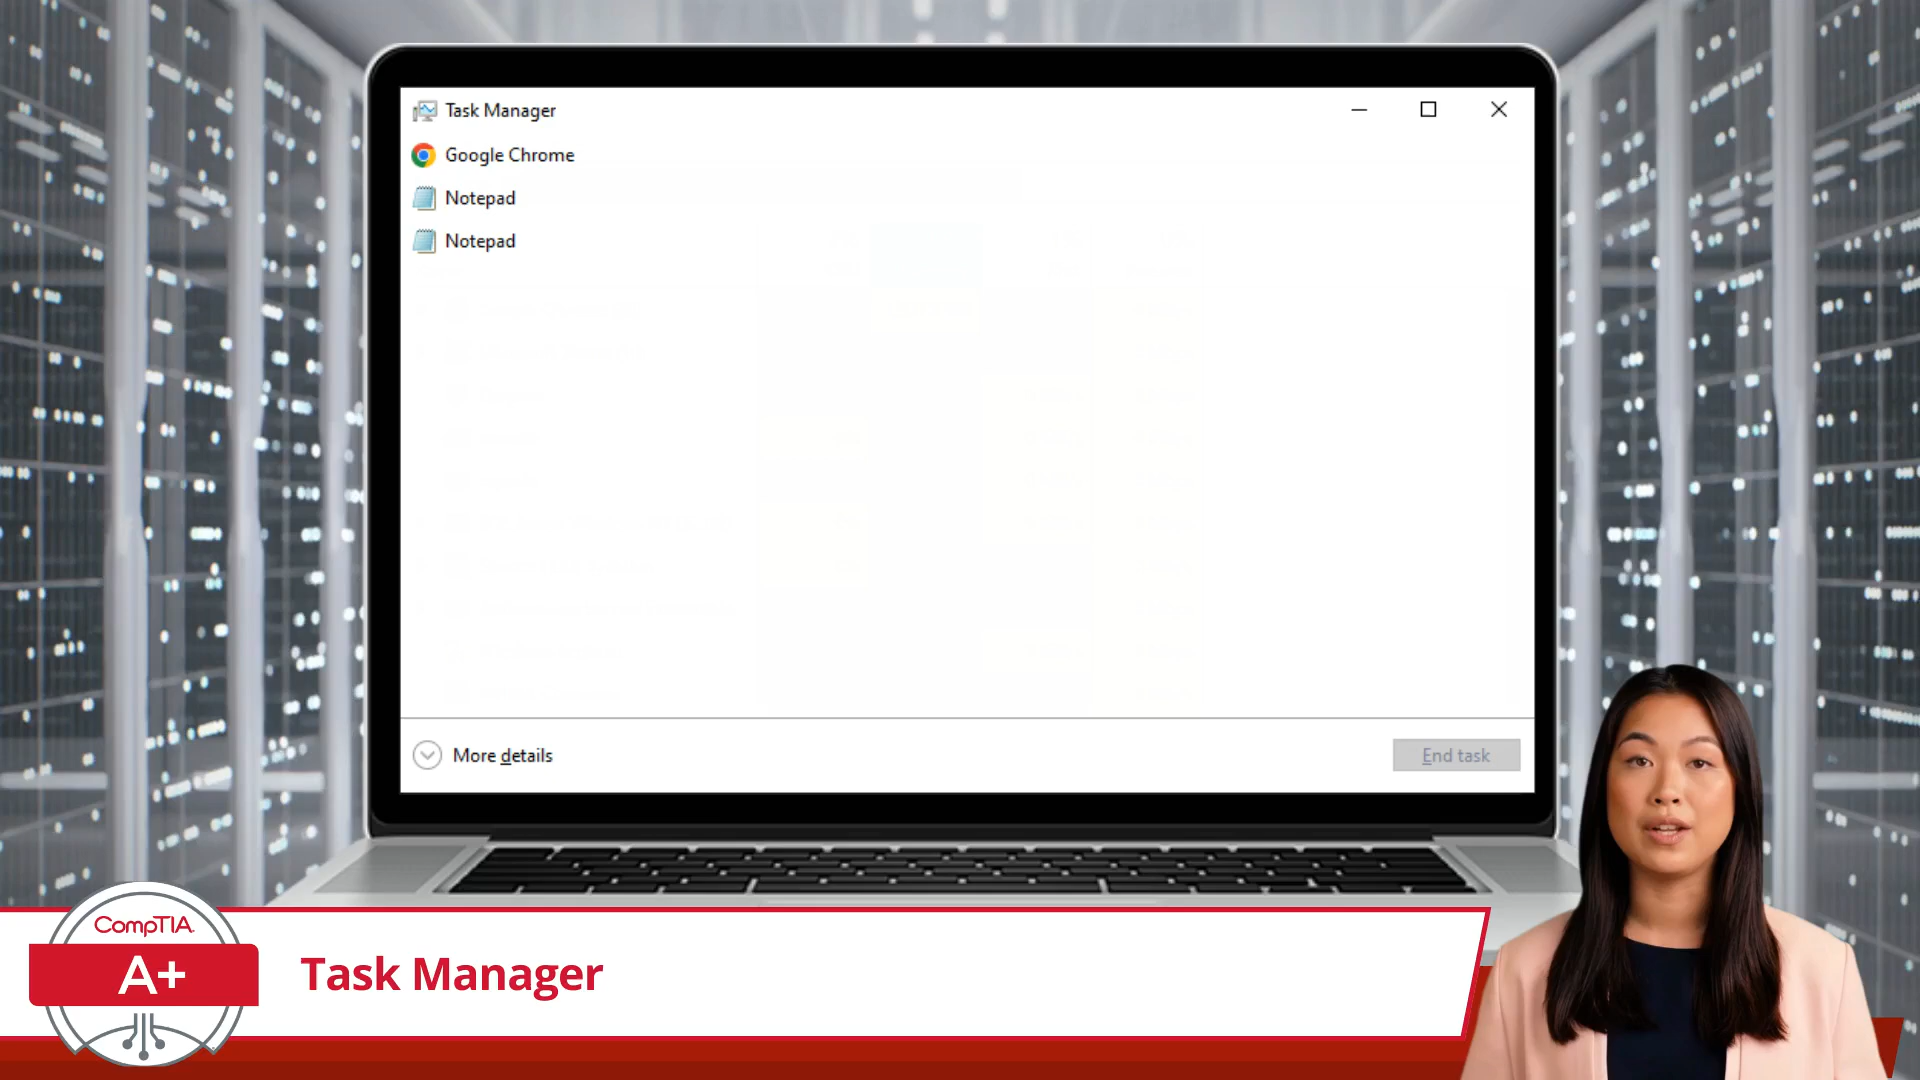 Task Manager
Google Chrome
Notepad
Notepad
More details
End task
CompTIA.
A+
Task Manager